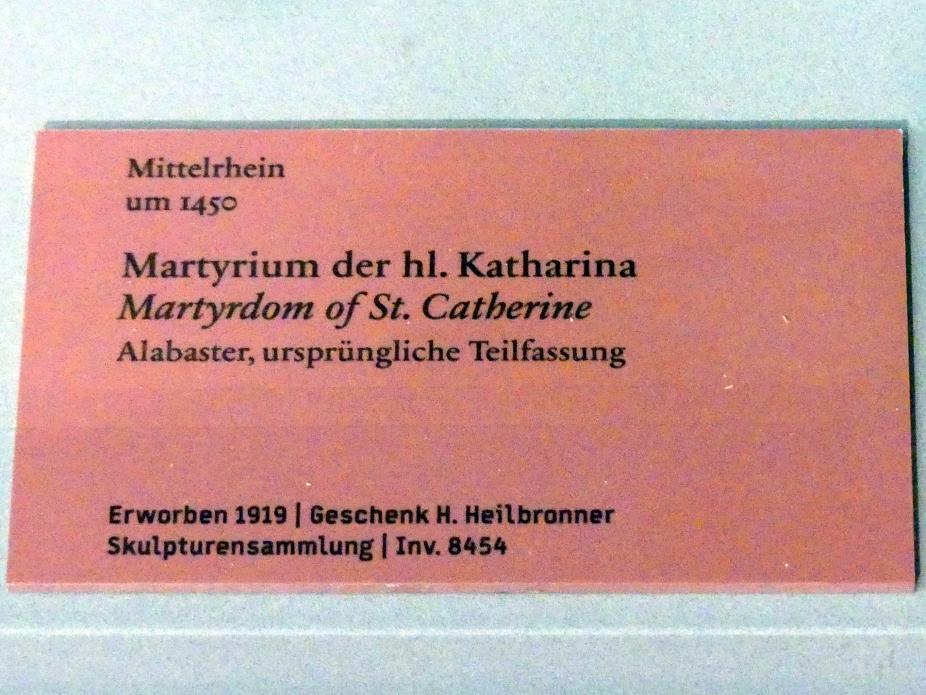 Mittelrhein
um 1450
Martyrium der hl. Katharina
Martyrdom of St. Catherine
Alabaster, ursprüngliche Teilfassung
Erworben 1919 | Geschenk H. Heilbronner
Skulpturensammlung | Inv. 8454